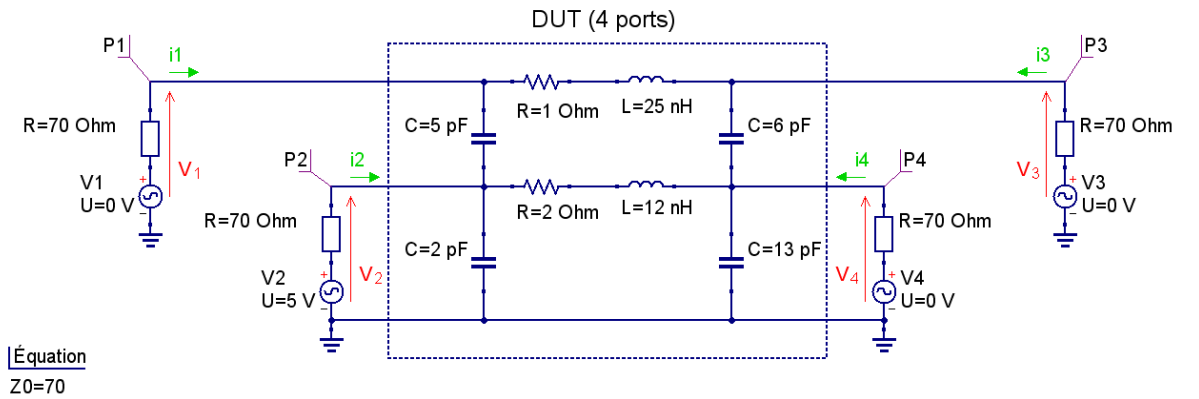 DUT (4 ports)
P1
i1
i3
P3
R=1 Ohm
L=25 nH
R=70 Ohm
C=5 pF
C=6 pF
R=70 Ohm
V1
P2
i2
i4
P4
V3
V1
U=0 V
R=2 Ohm
L=12 nH
V3
U=0 V
R=70 Ohm
R=70 Ohm
C=2 pF
C=13 pF
V2
V4
V2
U=5 V
V4
U=0 V
Équation
Z0=70
+
−
+
−
+
−
+
−